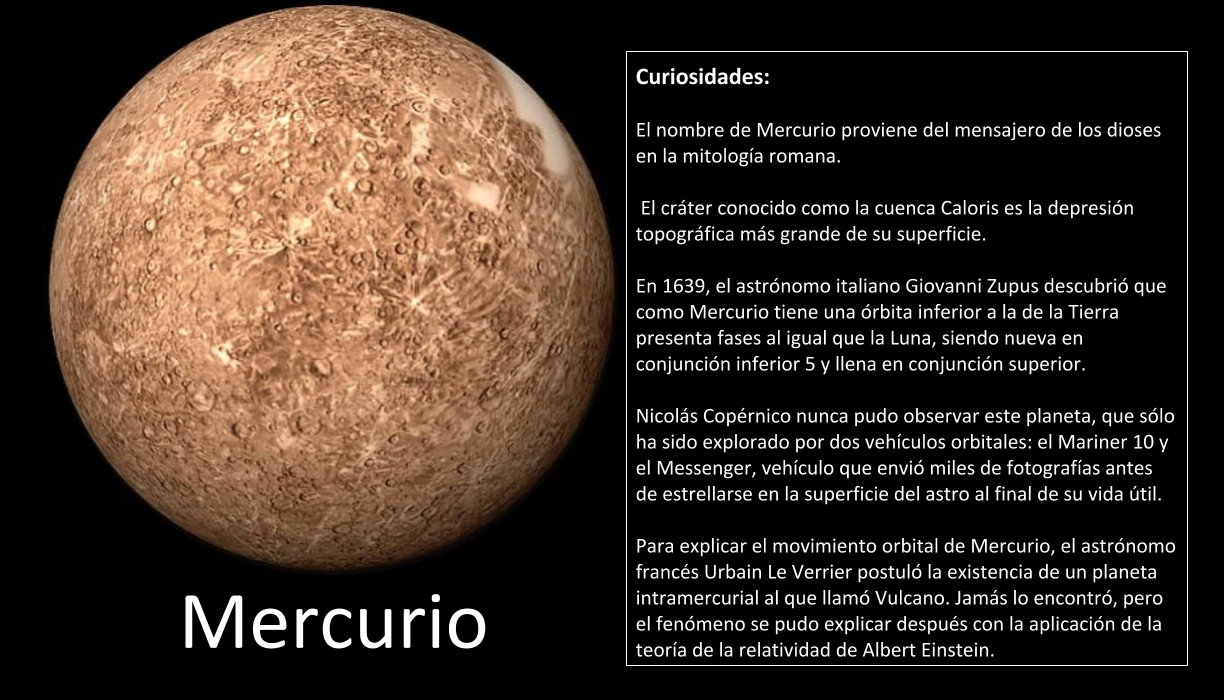 Curiosidades:
El nombre de Mercurio proviene del mensajero de los dioses
en la mitología romana.
El cráter conocido como la cuenca Caloris es la depresión
topográfica más grande de su superficie.
En 1639, el astrónomo italiano Giovanni Zupus descubrió que
como Mercurio tiene una órbita inferior a la de la Tierra
presenta fases al igual que la Luna, siendo nueva en
conjunción inferior 5 y llena en conjunción superior.
Nicolás Copérnico nunca pudo observar este planeta, que sólo
ha sido explorado por dos vehículos orbitales: el Mariner 10 y
el Messenger, vehículo que envió miles de fotografías antes
de estrellarse en la superficie del astro al final de su vida útil.
Para explicar el movimiento orbital de Mercurio, el astrónomo
francés Urbain Le Verrier postuló la existencia de un planeta
intramercurial al que llamó Vulcano. Jamás lo encontró, pero
el fenómeno se pudo explicar después con la aplicación de la
teoría de la relatividad de Albert Einstein.
Mercurio